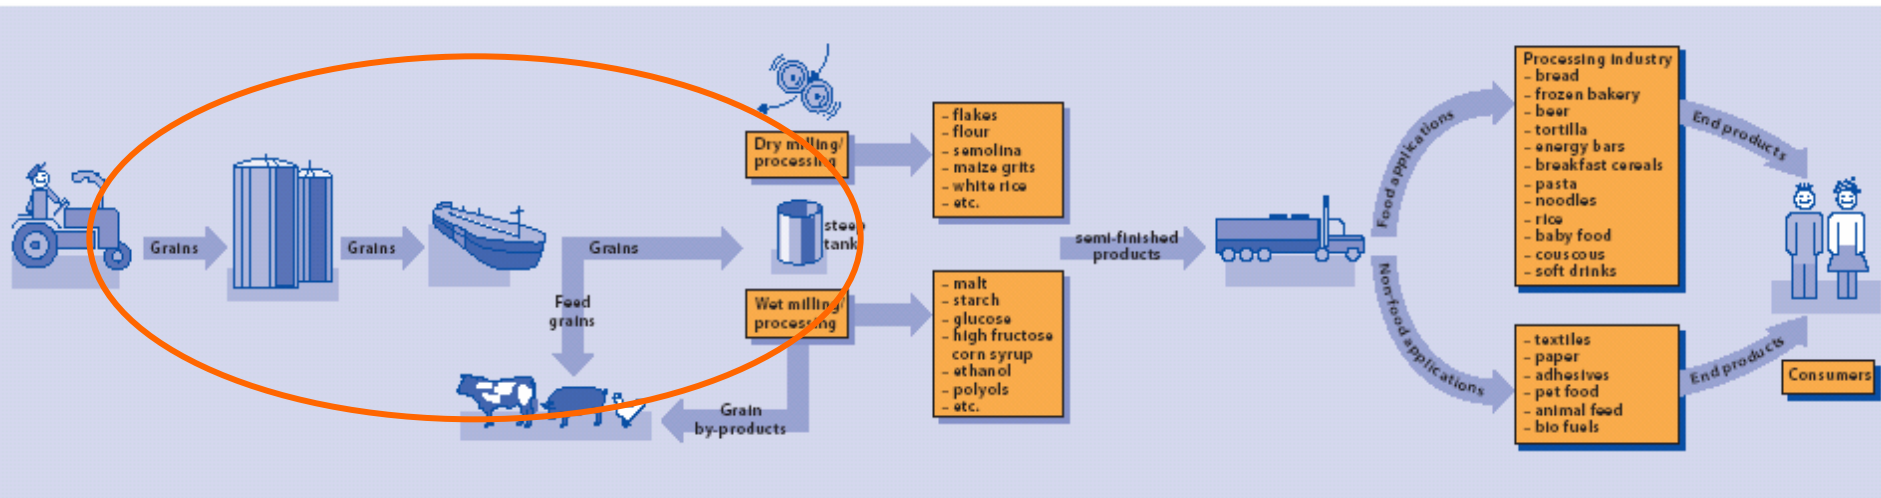 Grains
Grains
Grains
Feed
grains
Dry milling/
processing
steep
tank
Wet milling/
processing
Grain
by-products
- flakes
- flour
- semolina
- maize grits
- white rice
- etc.
- malt
- starch
- glucose
- high fructose
corn syrup
- ethanol
- polyols
- etc.
semi-finished
products
Food applications
Non food applications
Processing industry
- bread
- frozen bakery
- beer
- tortilla
- energy bars
- breakfast cereals
- pasta
- noodles
- rice
- baby food
- couscous
- soft drinks
- textiles
- paper
- adhesives
- pet food
- animal feed
- bio fuels
End products
End products
Consumers